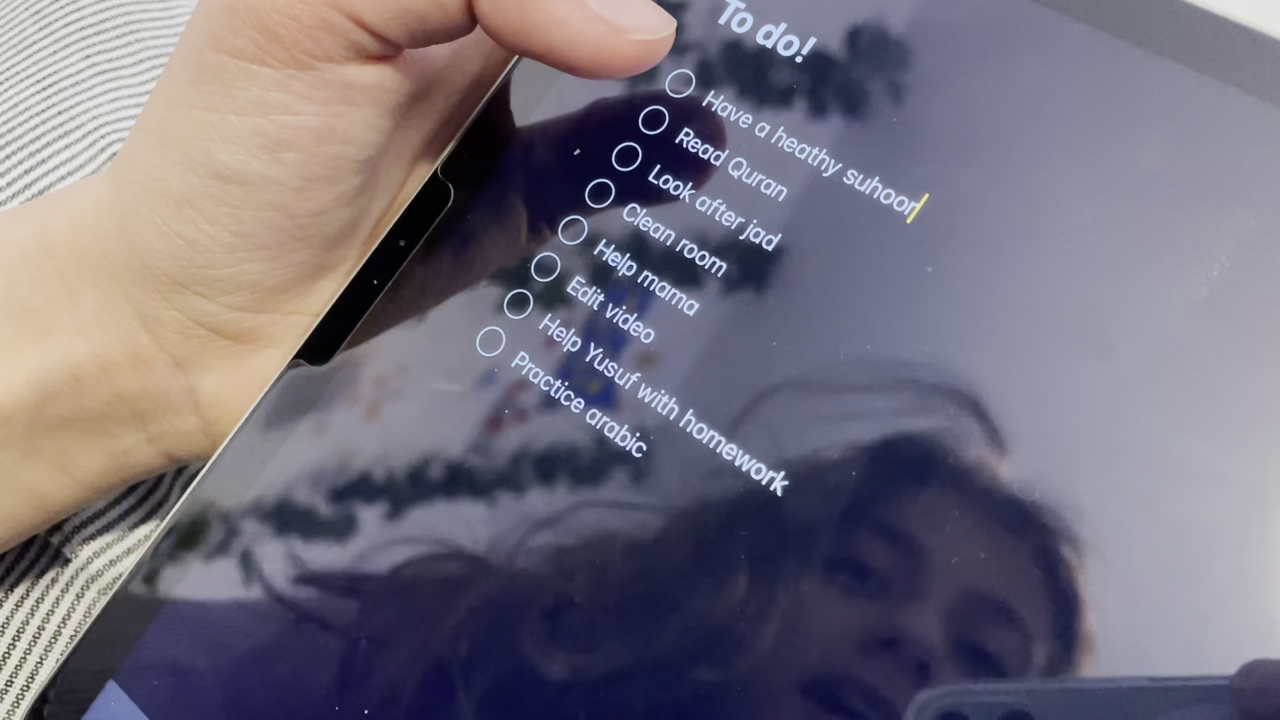 To do!
Have a heathy suhoor
Read Quran
Look after jad
Clean room
Help mama
Edit video
Help Yusuf with homework
Practice arabic